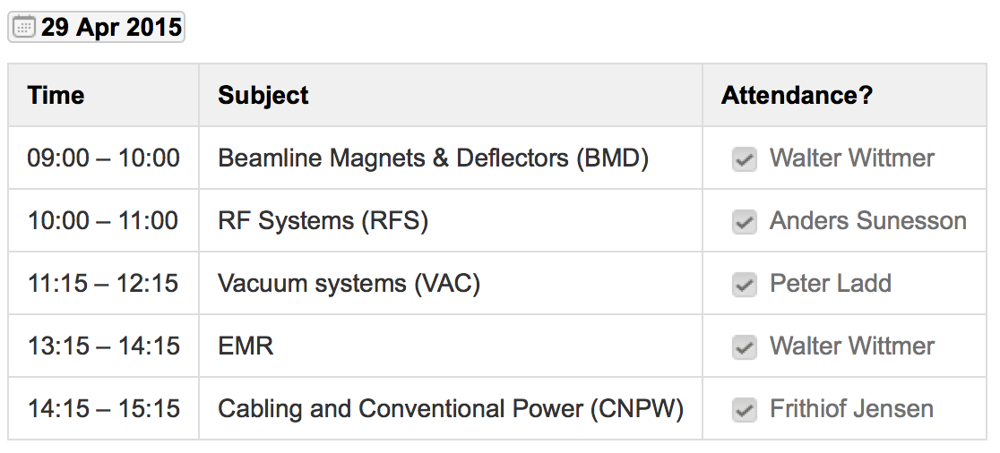 29 Apr 2015
Time Subject Attendance?
09:00 – 10:00 Beamline Magnets & Deflectors (BMD) Walter Wittmer
10:00 – 11:00 RF Systems (RFS) Anders Sunesson
11:15 – 12:15 Vacuum systems (VAC) Peter Ladd
13:15 – 14:15 EMR Walter Wittmer
14:15 – 15:15 Cabling and Conventional Power (CNPW) Frithiof Jensen